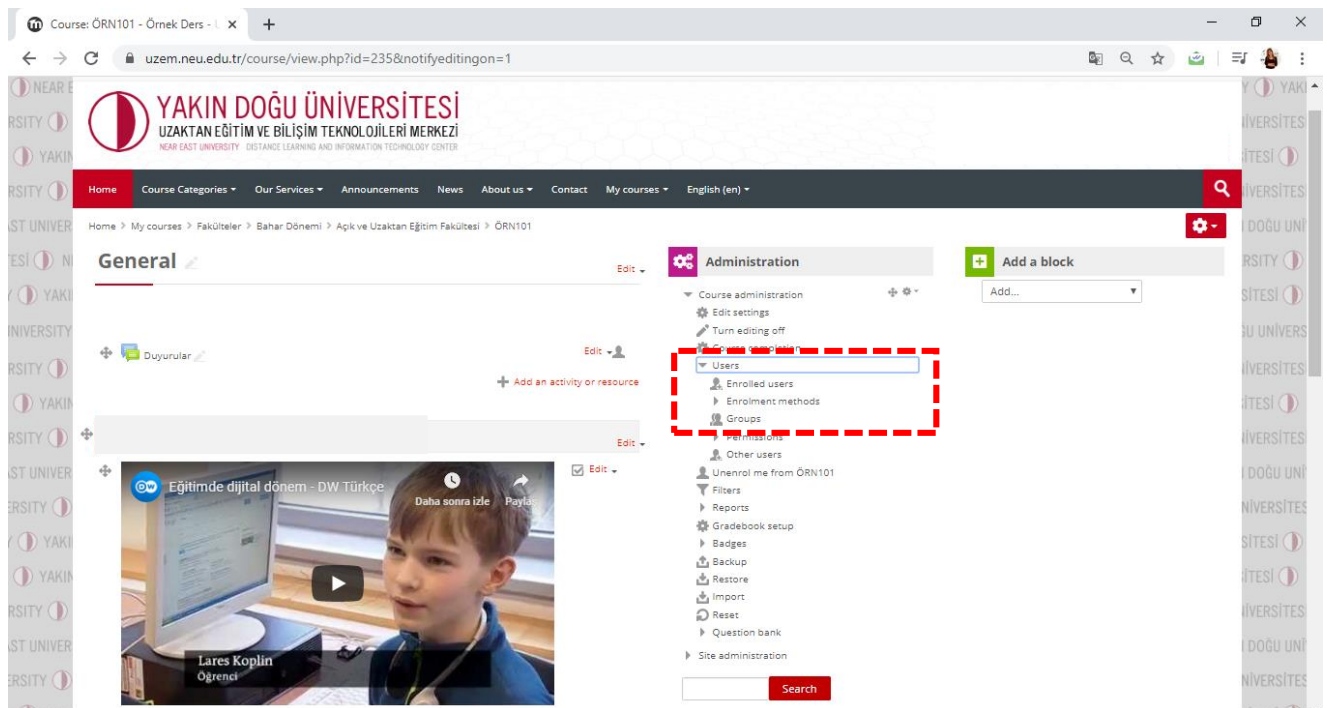 Course: ÖRN101 - Örnek Ders -
uzem.neu.edu.tr/course/view.php?id=235&notifyeditingon=1
YAKIN DOĞU ÜNİVERSİTESİ
UZAKTAN EĞİTİM VE BİLİŞİM TEKNOLOJİLERİ MERKEZİ
NEAR EAST UNIVERSITY DISTANCE LEARNING AND INFORMATION TECHNOLOGY CENTER
Home Course Categories Our Services Announcements News About us Contact My courses English (en)
Home > My courses > Fakülteler > Bahar Dönemi > Açık ve Uzaktan Eğitim Fakültesi > ÖRN101
General
Edit
Duyurular
Edit
+ Add an activity or resource
Edit
Edit
Eğitimde dijital dönem - DW Türkçe
Daha sonra izle
Lares Koplin
Öğrenci
Administration
Course administration
Edit settings
Turn editing off
Course completion
Users
Enrolled users
Enrolment methods
Groups
Permissions
Other users
Unenrol me from ÖRN101
Filters
Reports
Gradebook setup
Badges
Backup
Restore
Import
Reset
Question bank
Site administration
Search
Add a block
Add...